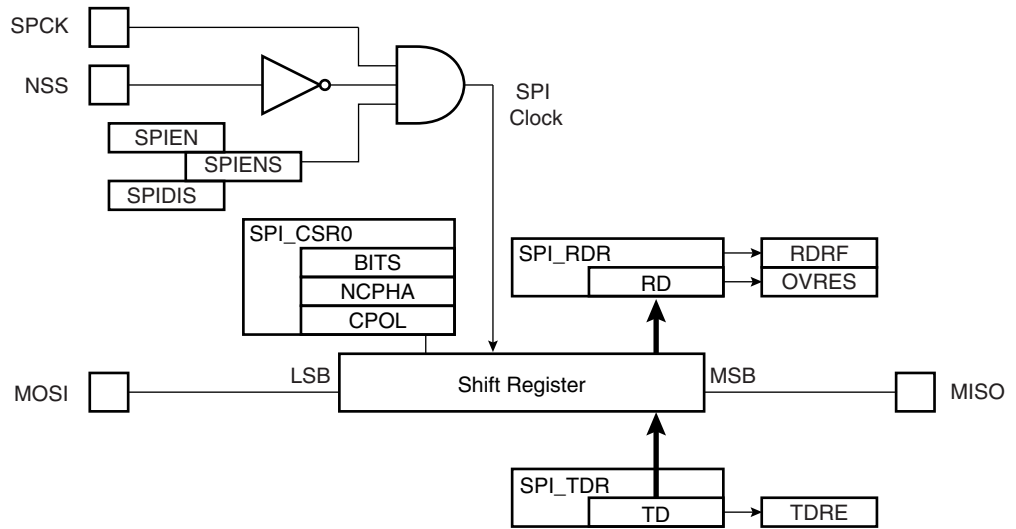 SPCK
NSS
SPI
Clock
SPIEN
SPIENS
SPIDIS
SPI_CSR0
BITS
NCPHA
CPOL
SPI_RDR
RD
RDRF
OVRES
MOSI
LSB
Shift Register
MSB
MISO
SPI_TDR
TD
TDRE